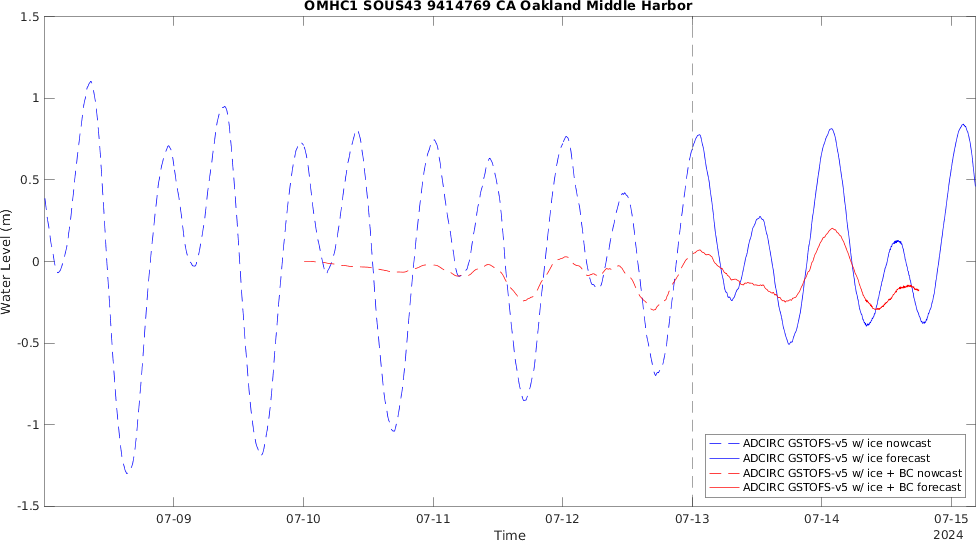 OMHC1 SOUS43 9414769 CA Oakland Middle Harbor
1.5
1
0.5
0
-0.5
-1
-1.5
Water Level (m)
07-09
07-10
07-11
07-12
07-13
07-14
07-15
2024
Time
ADCIRC GSTOFS-v5 w/ ice nowcast
ADCIRC GSTOFS-v5 w/ ice forecast
ADCIRC GSTOFS-v5 w/ ice + BC nowcast
ADCIRC GSTOFS-v5 w/ ice + BC forecast